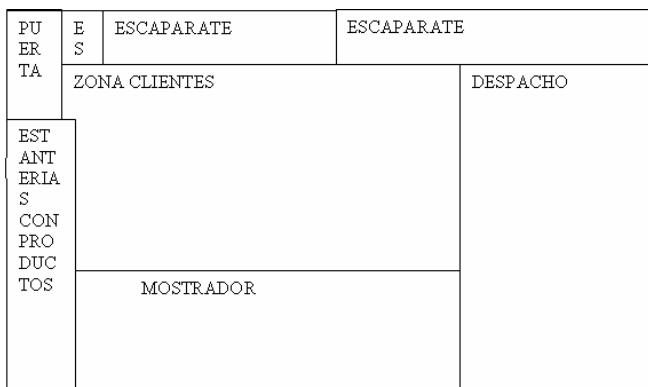 PU
ER
TA
E
S
ESCAPARATE
ESCAPARATE
ZONA CLIENTES
DESPACHO
EST
ANT
ERIA
S
CON
PRO
DUC
TOS
MOSTRADOR